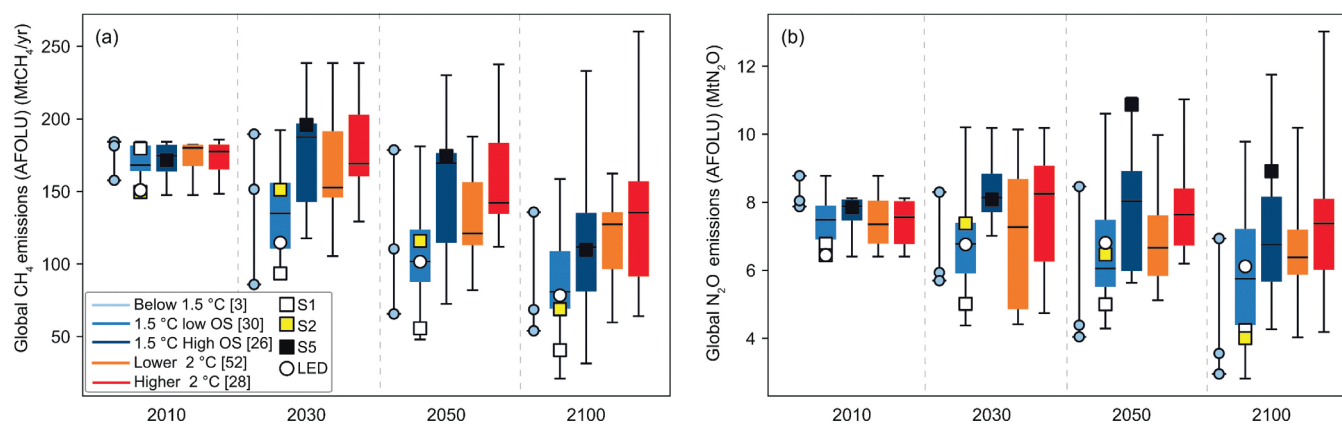 (a)
Global CH₄ emissions (AFOLU) (MtCH₄/yr)
250
200
150
100
50
Below 1.5 °C [3]
1.5 °C low OS [30]
1.5 °C High OS [26]
Lower 2 °C [52]
Higher 2 °C [28]
S1
S2
S5
LED
2010 2030 2050 2100
(b)
Global N₂O emissions (AFOLU) (MtN₂O)
12
10
8
6
4
2010 2030 2050 2100